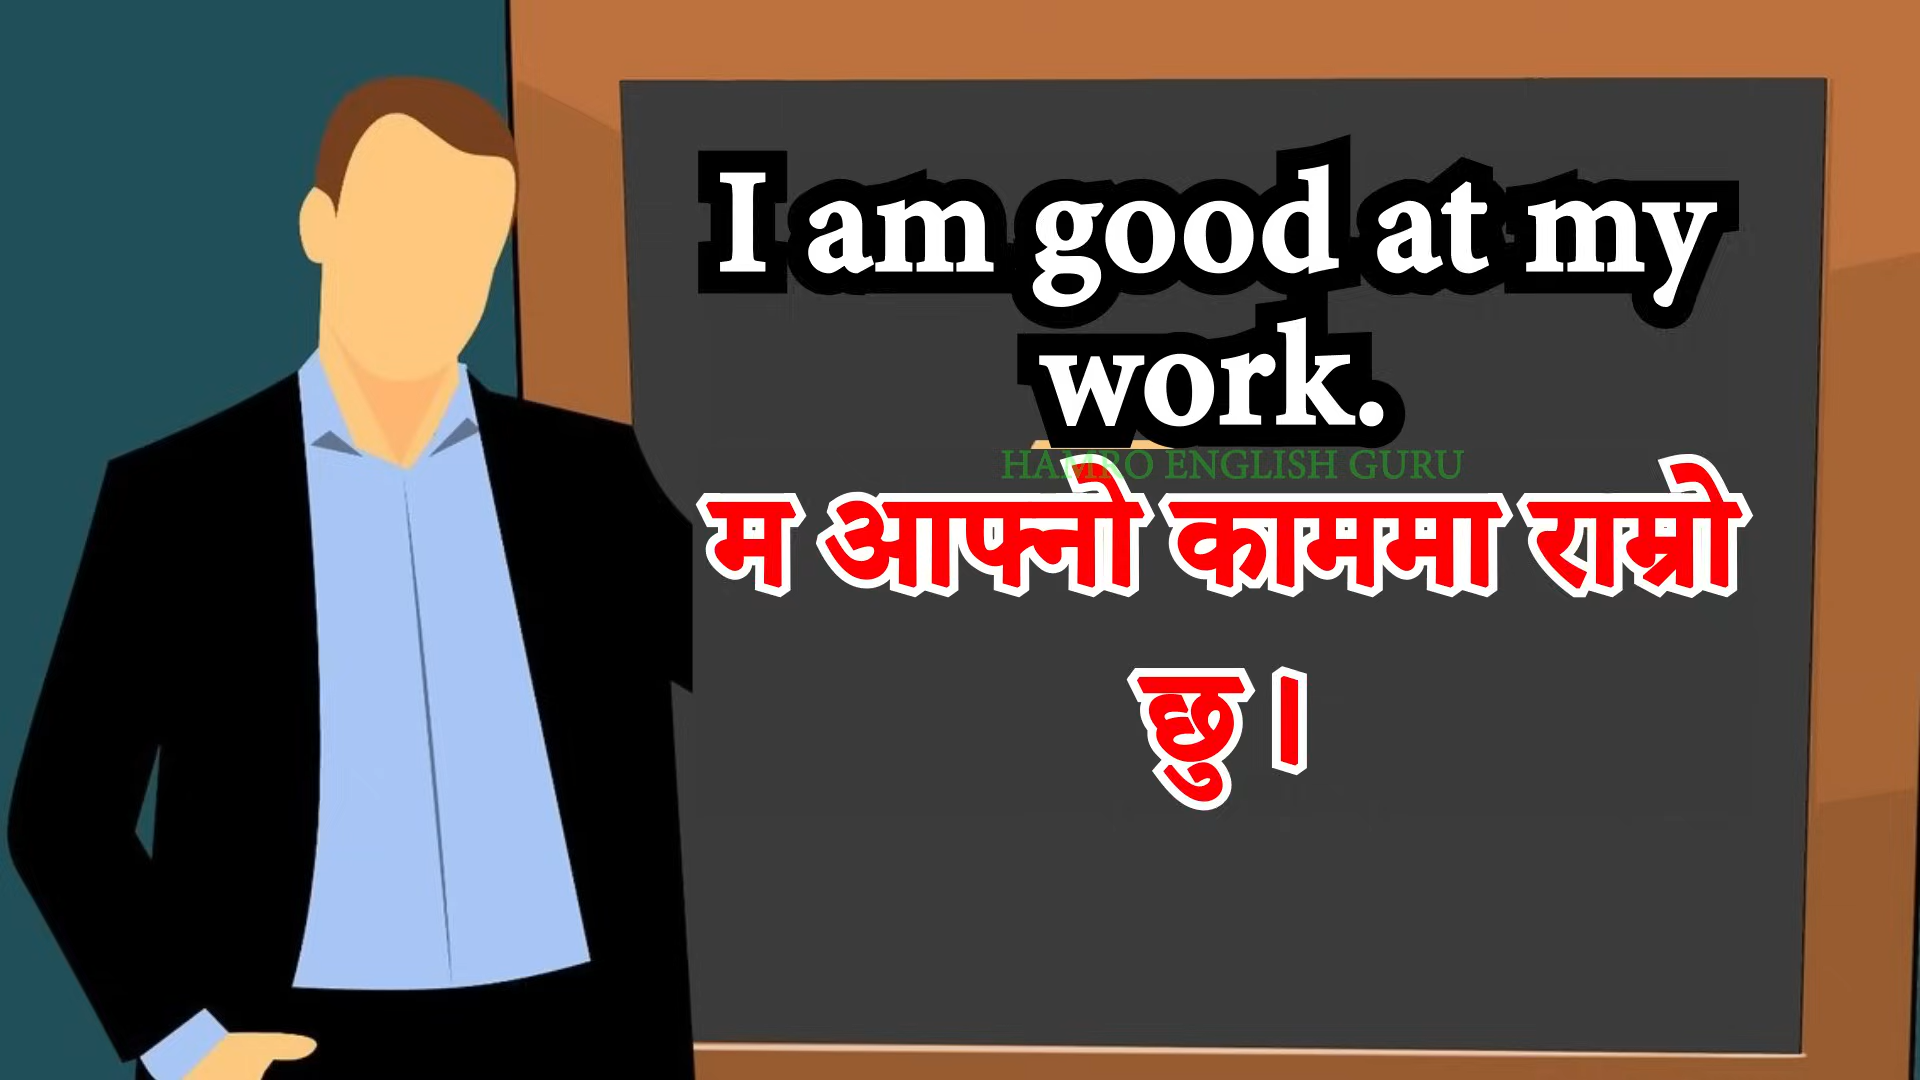 I am good at my
work.
HAMRO ENGLISH GURU
म आफ्नो काममा राम्रो
छु ।